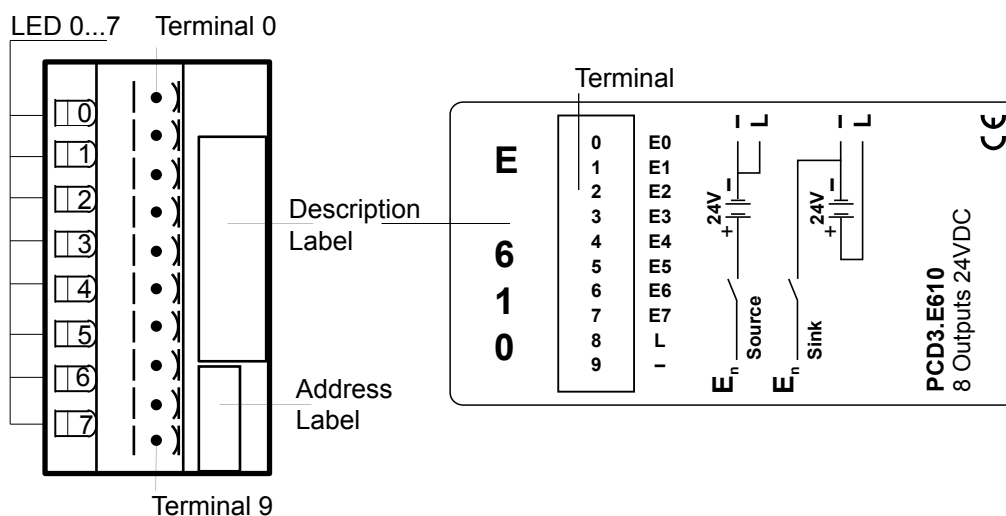 LED 0...7
Terminal 0
0
1
2
3
4
5
6
7
Terminal 9
Description
Label
Address
Label
Terminal
E
6
1
0
0 E0
1 E1
2 E2
3 E3
4 E4
5 E5
6 E6
7 E7
8 L
9 –
– L
24V
+ –
Source
En
– L
24V
+ –
Sink
En
PCD3.E610
8 Outputs 24VDC
CE